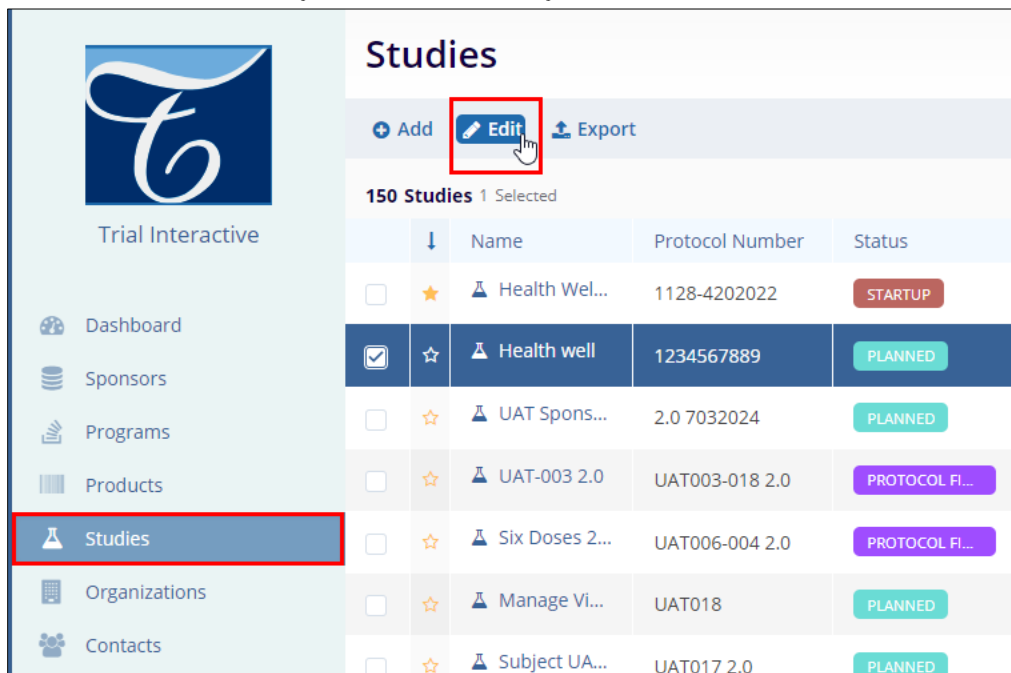 Studies
Add Edit Export
150 Studies 1 Selected
Trial Interactive
Dashboard
Sponsors
Programs
Products
Studies
Organizations
Contacts
Name Protocol Number Status
Health Wel... 1128-4202022 STARTUP
Health well 1234567889 PLANNED
UAT Spons... 2.0 7032024 PLANNED
UAT-003 2.0 UAT003-018 2.0 PROTOCOL FI...
Six Doses 2... UAT006-004 2.0 PROTOCOL FI...
Manage Vi... UAT018 PLANNED
Subject UA... UAT017 2.0 PLANNED